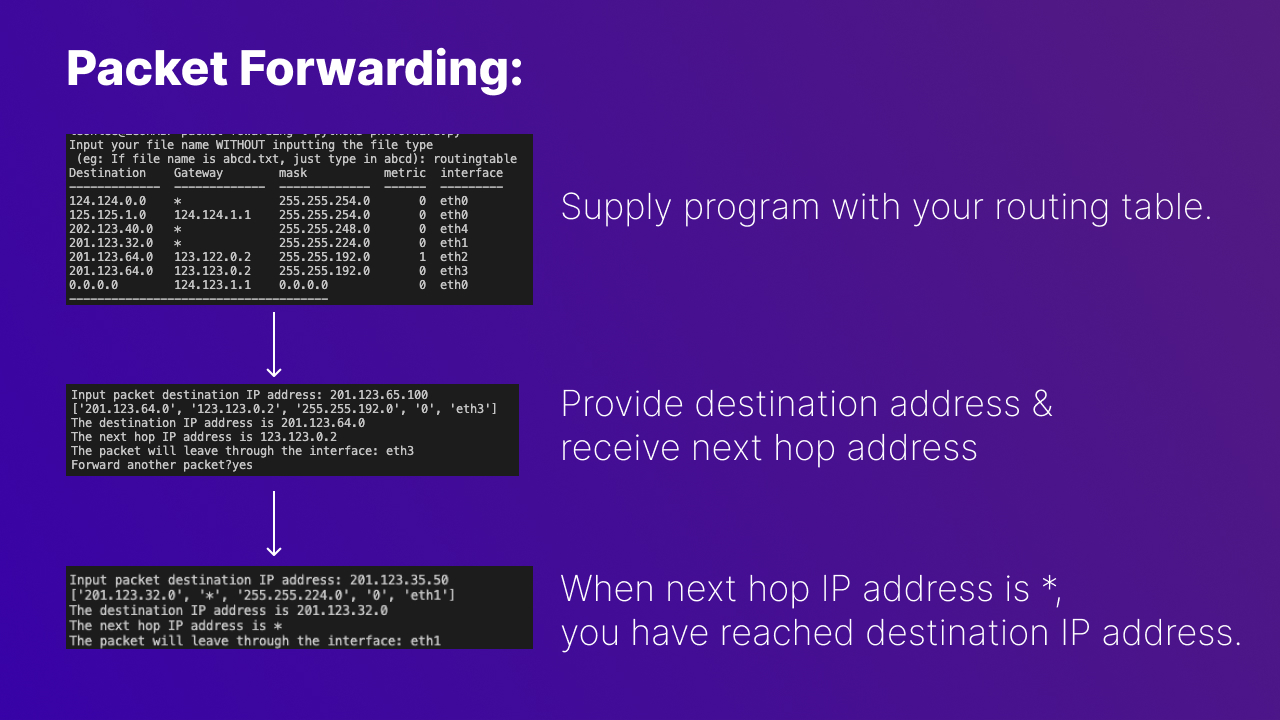 Packet Forwarding:
Input your file name WITHOUT inputting the file type
(eg: If file name is abcd.txt, just type in abcd): routingtable
Destination Gateway mask metric interface
------------- ------------- ------------- ------ ---------
124.124.0.0 * 255.255.254.0 0 eth0
125.125.1.0 124.124.1.1 255.255.254.0 0 eth0
202.123.40.0 * 255.255.248.0 0 eth4
201.123.32.0 * 255.255.224.0 0 eth1
201.123.64.0 123.122.0.2 255.255.192.0 1 eth2
201.123.64.0 123.123.0.2 255.255.192.0 0 eth3
0.0.0.0 124.123.1.1 0.0.0.0 0 eth0
-------------------------------------
Supply program with your routing table.
Input packet destination IP address: 201.123.65.100
['201.123.64.0', '123.123.0.2', '255.255.192.0', '0', 'eth3']
The destination IP address is 201.123.64.0
The next hop IP address is 123.123.0.2
The packet will leave through the interface: eth3
Forward another packet?yes
Provide destination address &
receive next hop address
Input packet destination IP address: 201.123.35.50
['201.123.32.0', '*', '255.255.224.0', '0', 'eth1']
The destination IP address is 201.123.32.0
The next hop IP address is *
The packet will leave through the interface: eth1
When next hop IP address is *,
you have reached destination IP address.